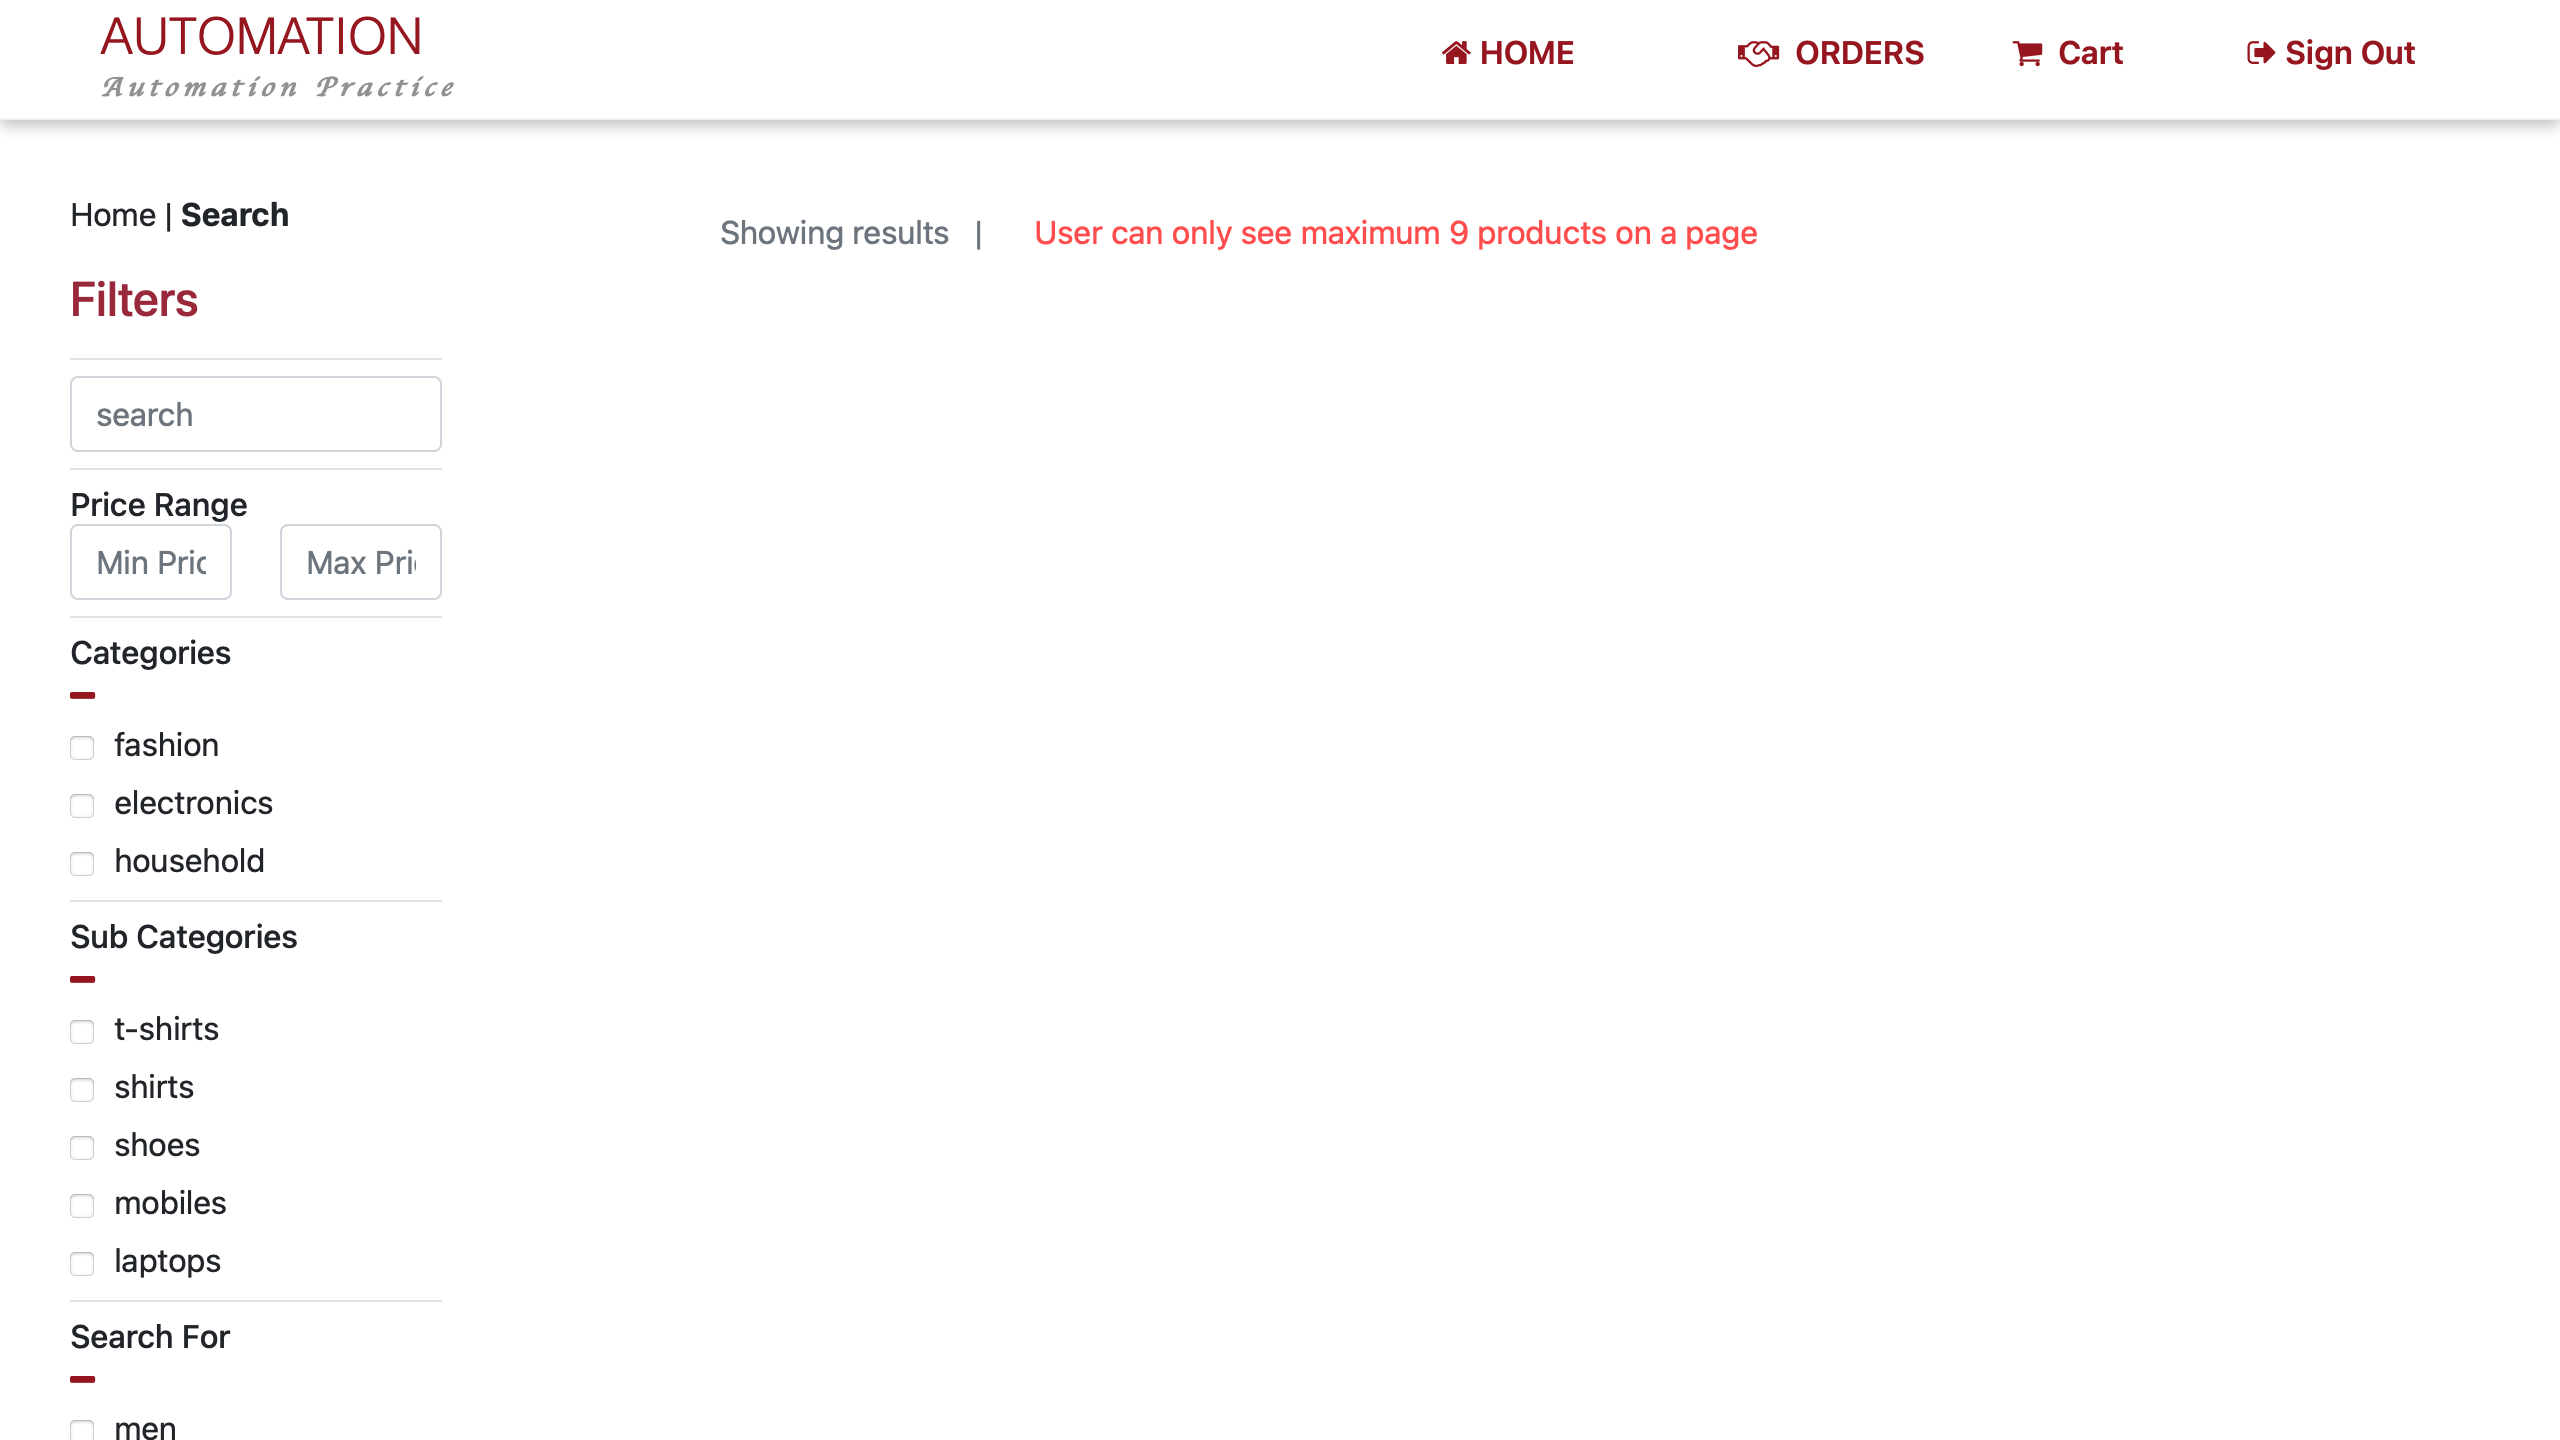 AUTOMATION
Automation Practice
HOME
ORDERS
Cart
Sign Out
Home | Search
Showing results |
User can only see maximum 9 products on a page
Filters
search
Price Range
Min Pric
Max Pri
Categories
fashion
electronics
household
Sub Categories
t-shirts
shirts
shoes
mobiles
laptops
Search For
men